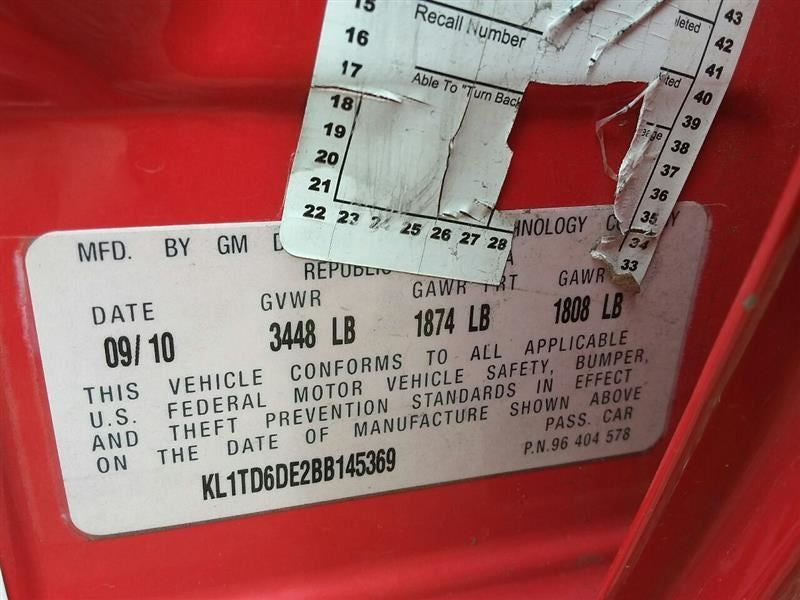 15
16
17
18
19
20
21
22 23 24 25 26 27 28
Recall Number
Able To "Turn Back
43
42
41
40
39
38
37
36
35
34
33
MFD. BY GM
REPUBLIC
DATE GVWR GAWR FRT GAWR
09/10 3448 LB 1874 LB 1808 LB
THIS VEHICLE CONFORMS TO ALL APPLICABLE
U.S. FEDERAL MOTOR VEHICLE SAFETY, BUMPER,
AND THEFT PREVENTION STANDARDS IN EFFECT
ON THE DATE OF MANUFACTURE SHOWN ABOVE
PASS. CAR
KL1TD6DE2BB145369
P.N.96 404 578